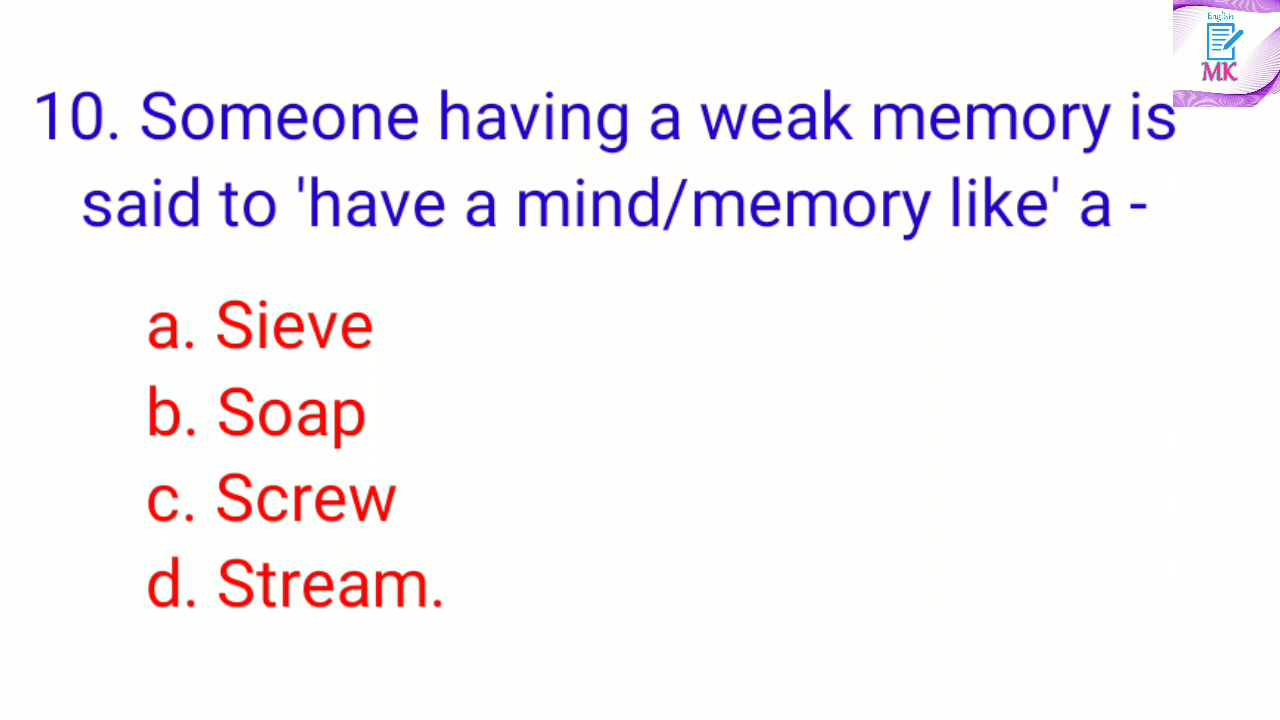 English
MK
10. Someone having a weak memory is
said to 'have a mind/memory like' a -
a. Sieve
b. Soap
c. Screw
d. Stream.